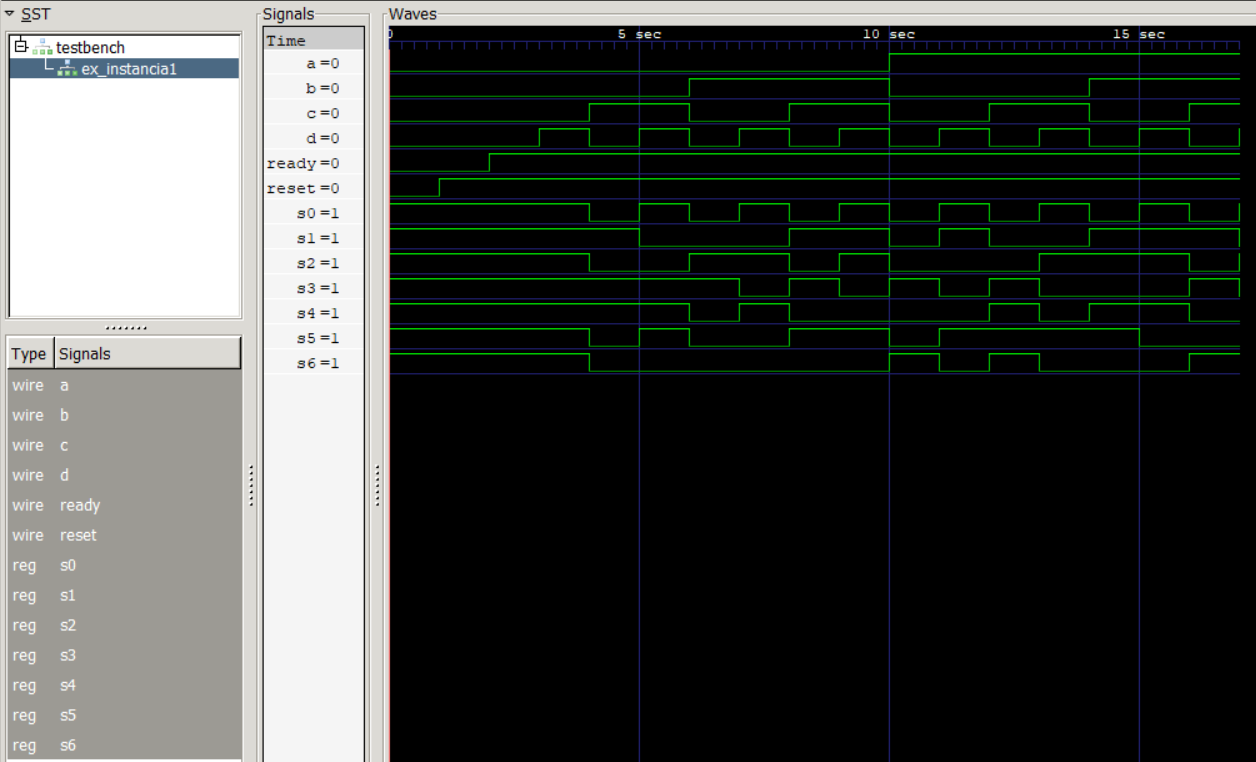 SST
testbench
ex_instancia1
Type Signals
wire a
wire b
wire c
wire d
wire ready
wire reset
reg s0
reg s1
reg s2
reg s3
reg s4
reg s5
reg s6
Signals
Time
a =0
b =0
c =0
d =0
ready =0
reset =0
s0 =1
s1 =1
s2 =1
s3 =1
s4 =1
s5 =1
s6 =1
Waves
0 5 sec 10 sec 15 sec